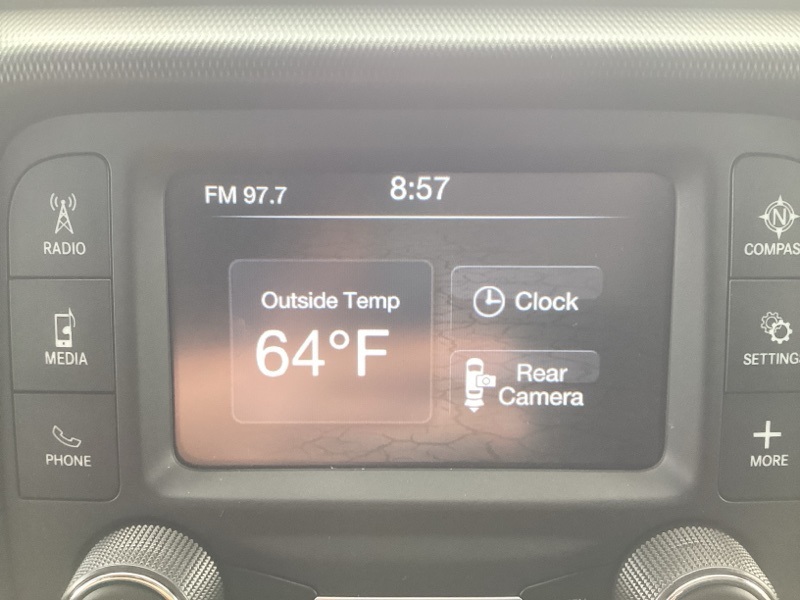 FM 97.7
8:57
RADIO
MEDIA
PHONE
Outside Temp
64°F
Clock
Rear
Camera
N
COMPAS
SETTING
MORE